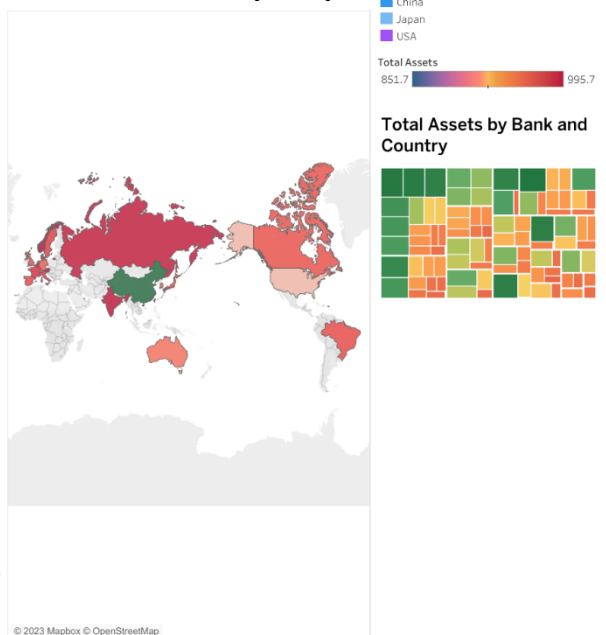 China
Japan
USA
Total Assets
851.7
995.7
Total Assets by Bank and
Country
© 2023 Mapbox © OpenStreetMap